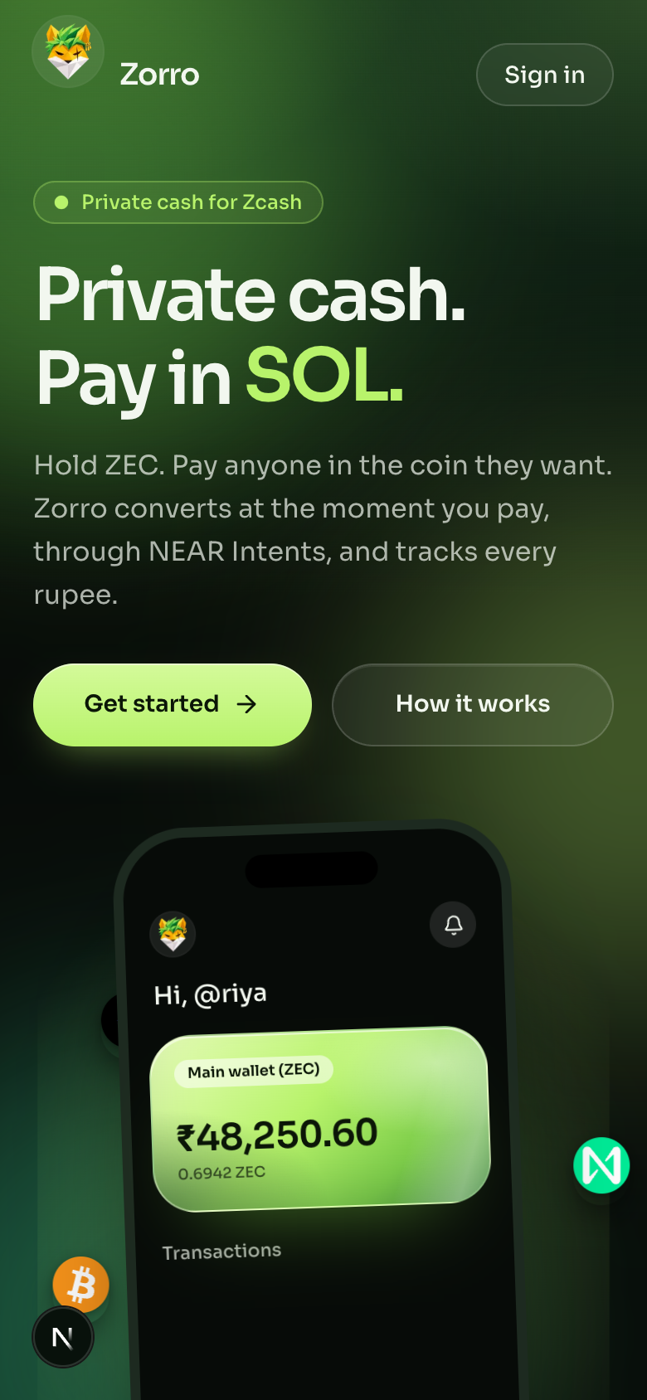 Zorro
Sign in
Private cash for Zcash
Private cash.
Pay in SOL.
Hold ZEC. Pay anyone in the coin they want.
Zorro converts at the moment you pay,
through NEAR Intents, and tracks every
rupee.
Get started →
How it works
Hi, @riya
Main wallet (ZEC)
₹48,250.60
0.6942 ZEC
Transactions